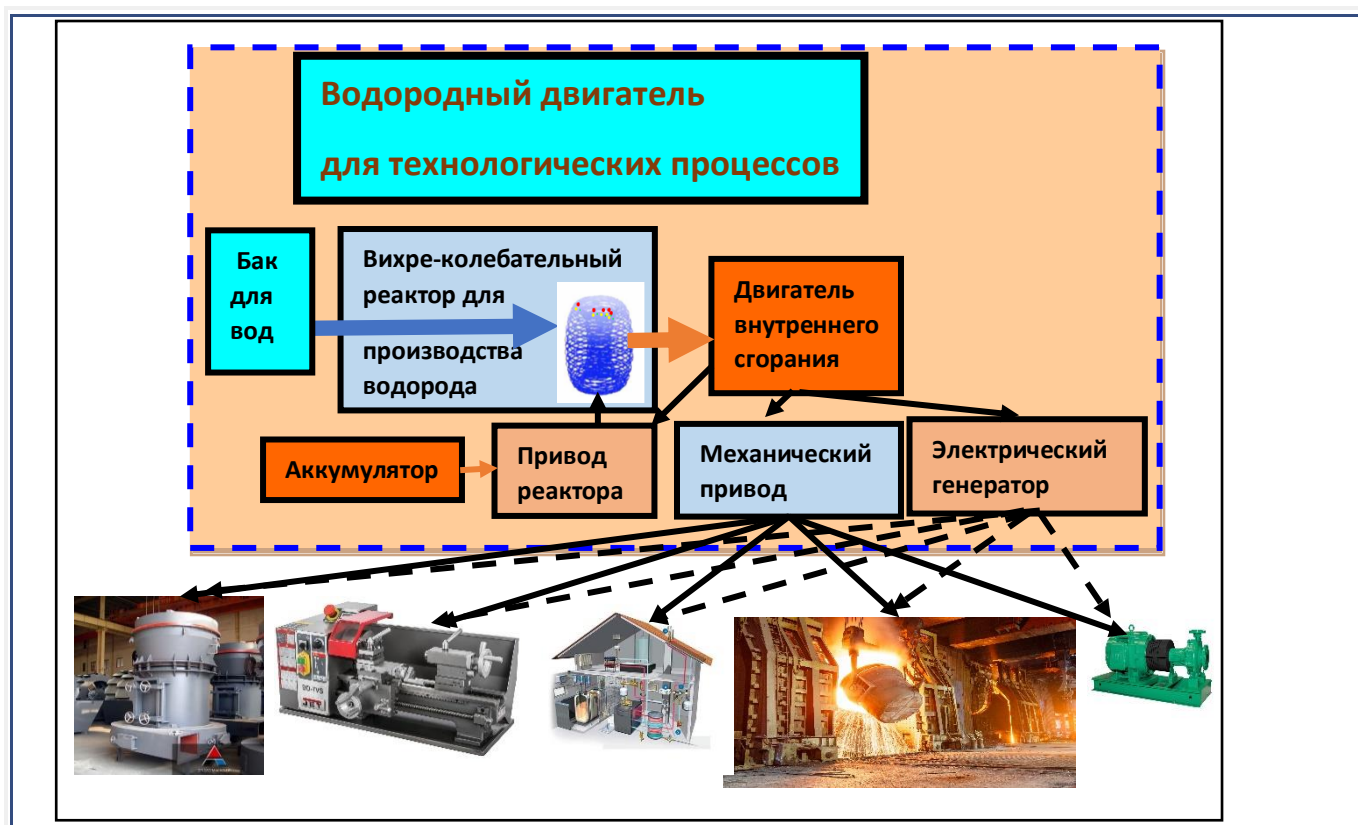 Водородный двигатель
для технологических процессов
Бак
для
вод
Вихре-колебательный
реактор для
производства
водорода
Двигатель
внутреннего
сгорания
Аккумулятор
Привод
реактора
Механический
привод
Электрический
генератор